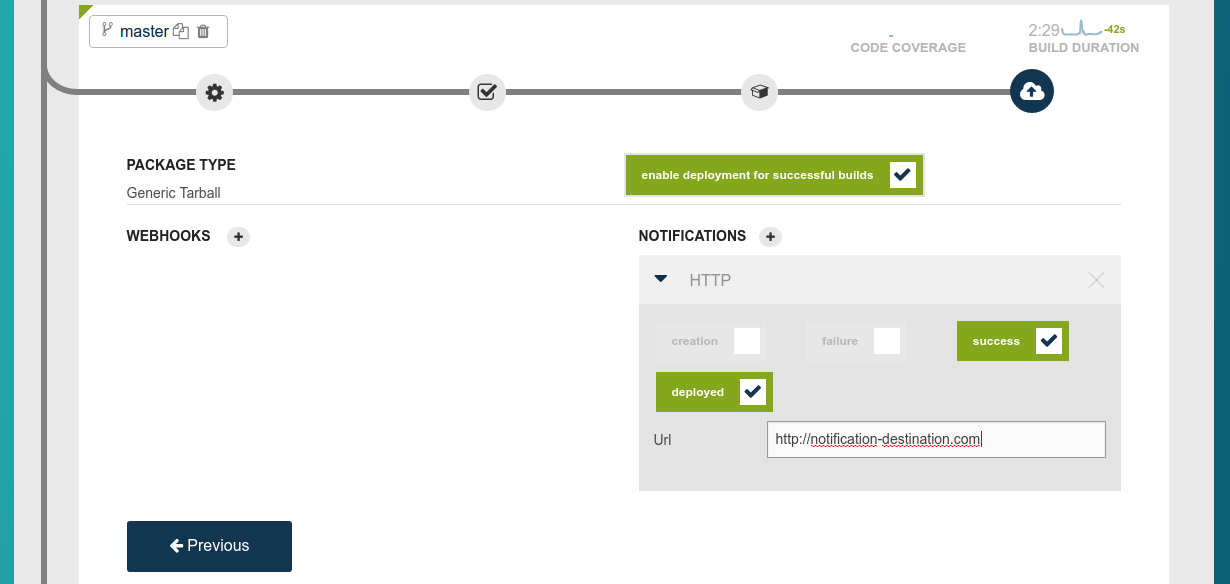 master
-
CODE COVERAGE
2:29 -42s
BUILD DURATION
PACKAGE TYPE
Generic Tarball
enable deployment for successful builds
WEBHOOKS +
NOTIFICATIONS +
HTTP
creation failure success
deployed
Url http://notification-destination.com
Previous